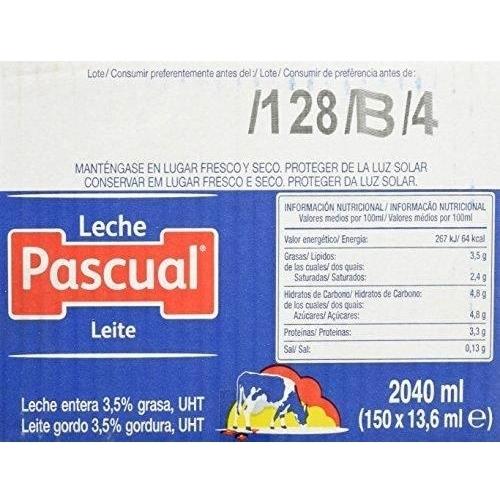 Lote/ Consumir preferentemente antes del:/ Lote/ Consumir de preferência antes de:
/128/B/4
MANTÉNGASE EN LUGAR FRESCO Y SECO. PROTEGER DE LA LUZ SOLAR
CONSERVAR EM LUGAR FRESCO E SECO. PROTEGER DA LUZ SOLAR.
Leche
Pascual®
Leite
Leche entera 3,5% grasa, UHT
Leite gordo 3,5% gordura, UHT
INFORMACIÓN NUTRICIONAL / INFORMACÃO NUTRICIONAL
Valores medios por 100ml/ Valores médios por 100ml
Valor energético/ Energia: 267 kJ/ 64 kcal
Grasas/ Lípidos: 3,5 g
de las cuales/ dos quais:
Saturadas/ Saturados: 2,4 g
Hidratos de Carbono/ Hidratos de Carbono: 4,8 g
de los cuales/ dos quais:
Azúcares/ Açúcares: 4,8 g
Proteínas/ Proteínas: 3,3 g
Sal/ Sal: 0,13 g
2040 ml
(150 x 13,6 ml ℮)